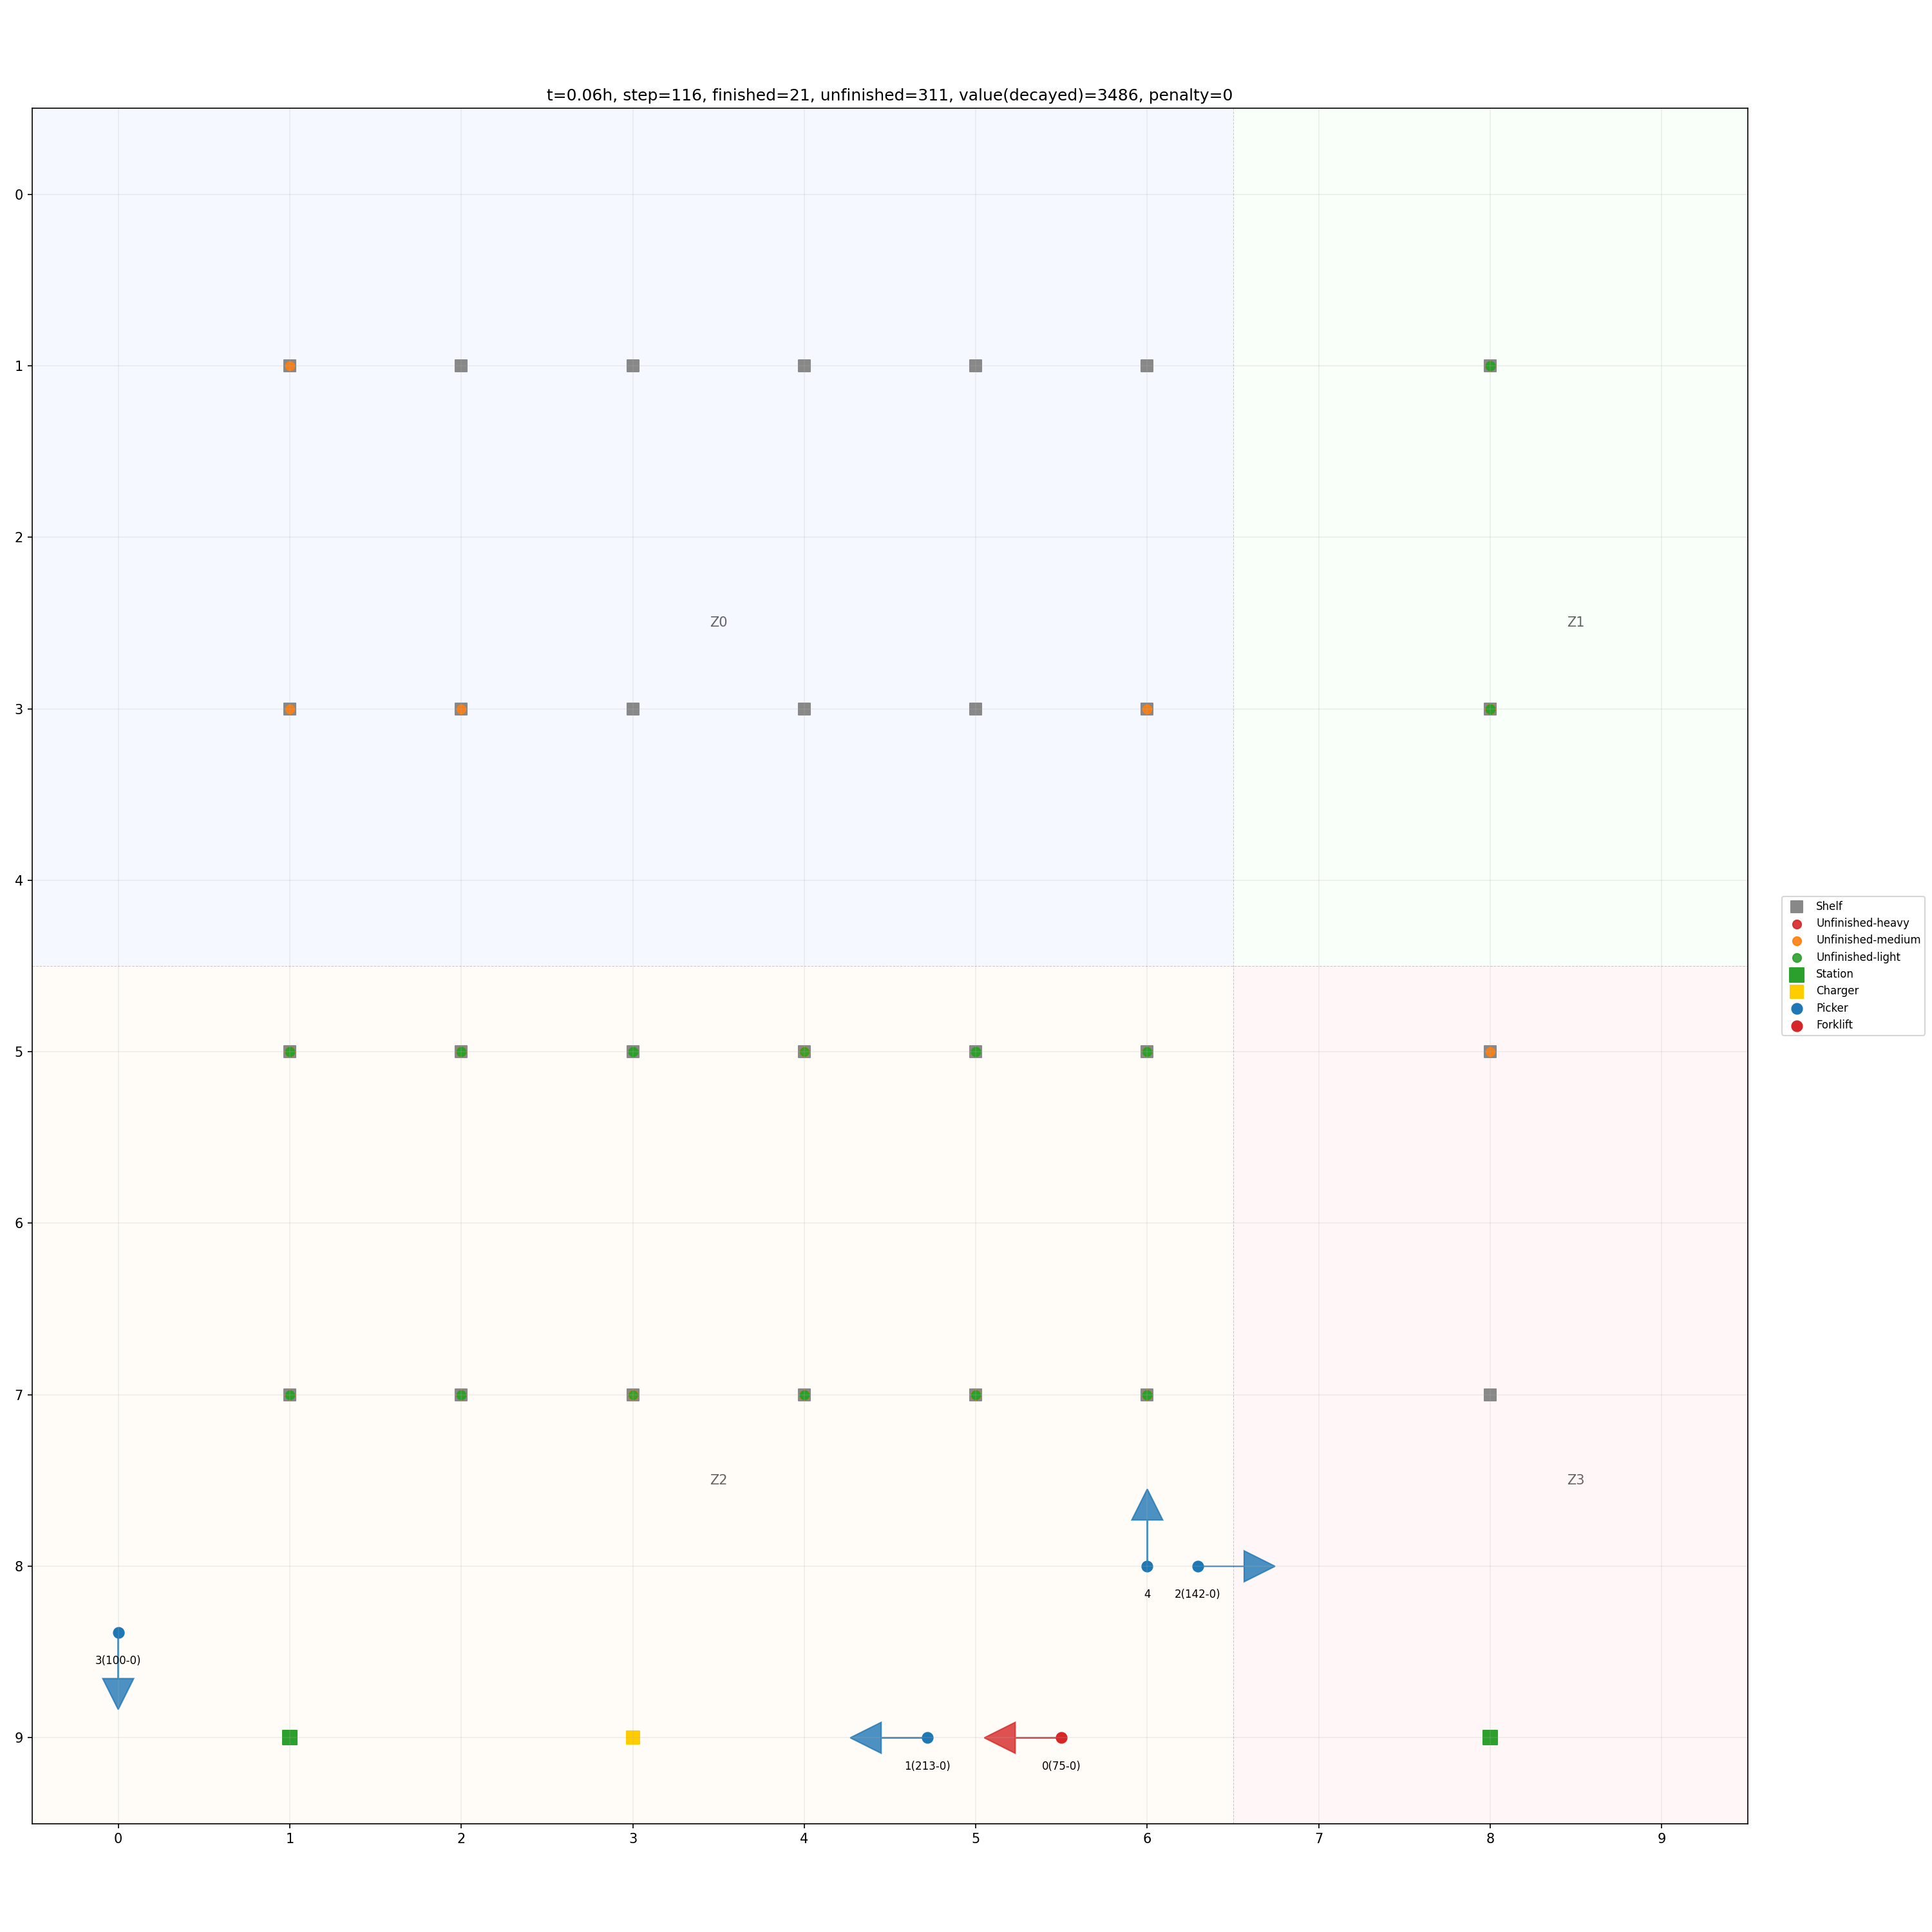 t=0.06h, step=116, finished=21, unfinished=311, value(decayed)=3486, penalty=0
0
1
2
Z0
Z1
3
4
Shelf
Unfinished-heavy
Unfinished-medium
Unfinished-light
Station
Charger
Picker
Forklift
5
6
7
Z2
Z3
8
4
2(142-0)
3(100-0)
9
1(213-0)
0(75-0)
0
1
2
3
4
5
6
7
8
9